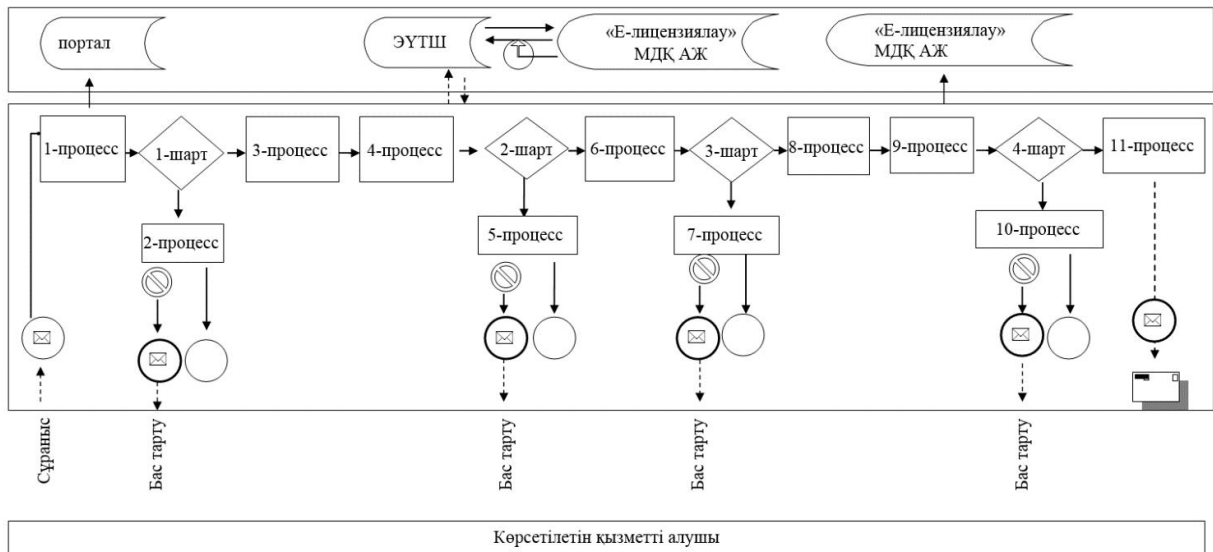 портал
ЭҮТШ
«Е-лицензиялау»
МДҚ АЖ
«Е-лицензиялау»
МДҚ АЖ
1-процесс
1-шарт
3-процесс
4-процесс
2-шарт
6-процесс
3-шарт
8-процесс
9-процесс
4-шарт
11-процесс
2-процесс
5-процесс
7-процесс
10-процесс
Сұраныс
Бас тарту
Бас тарту
Бас тарту
Бас тарту
Көрсетілетін қызметті алушы